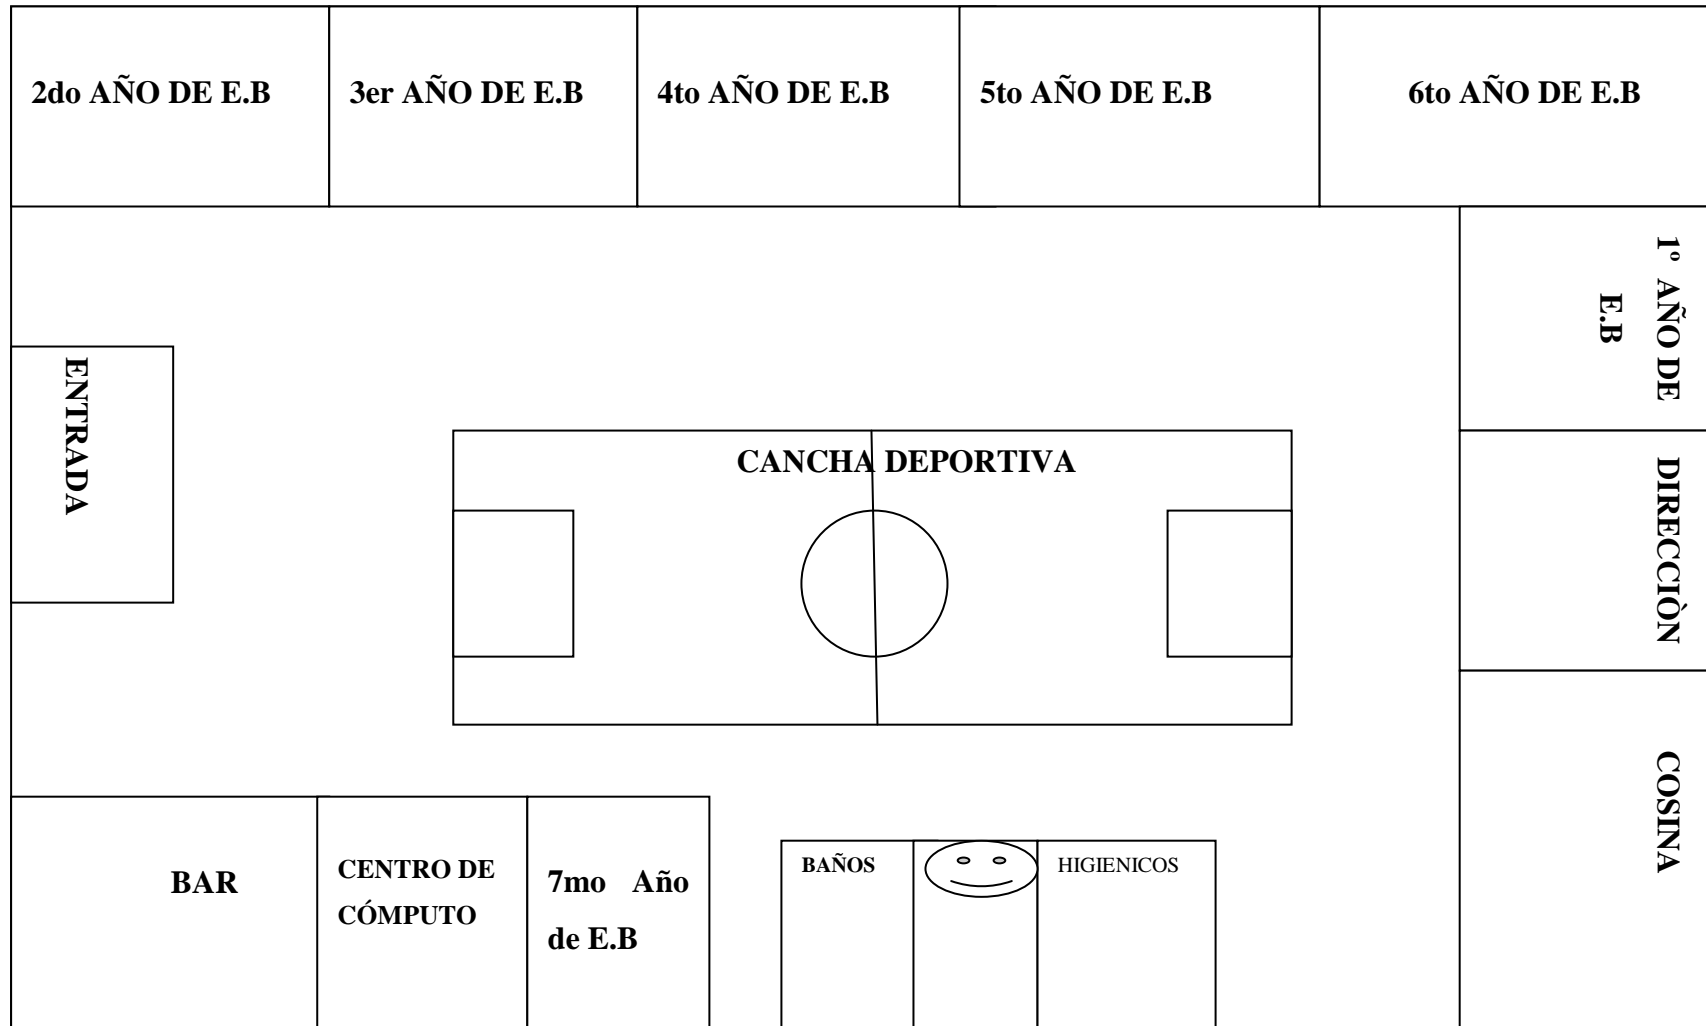 2do AÑO DE E.B
3er AÑO DE E.B
4to AÑO DE E.B
5to AÑO DE E.B
6to AÑO DE E.B
1º AÑO DE
E.B
ENTRADA
CANCHA DEPORTIVA
DIRECCIÒN
COSINA
BAR
CENTRO DE
CÓMPUTO
7mo Año
de E.B
BAÑOS
HIGIENICOS